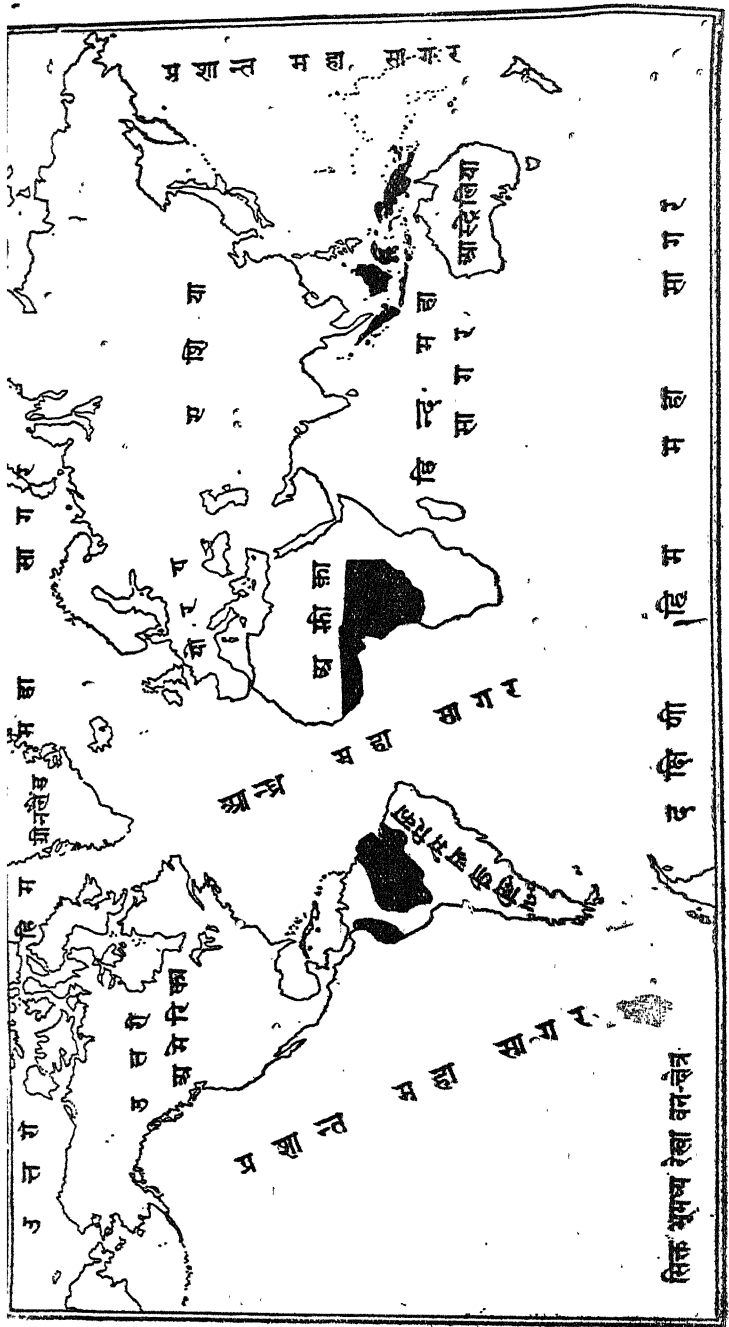 उत्तरी हिम महा सागर
ग्रीनलैंड
उत्तरी
अमेरिका
योरप
एशिया
प्रशान्त महा सागर
अफ्रीका
हिन्द महा
सागर
आस्ट्रेलिया
महा सागर
दक्षिणी अमेरिका
प्रशान्त महा सागर
दक्षिणी हिम महा सागर
सिक्त भूमध्य रेखा वन-क्षेत्र